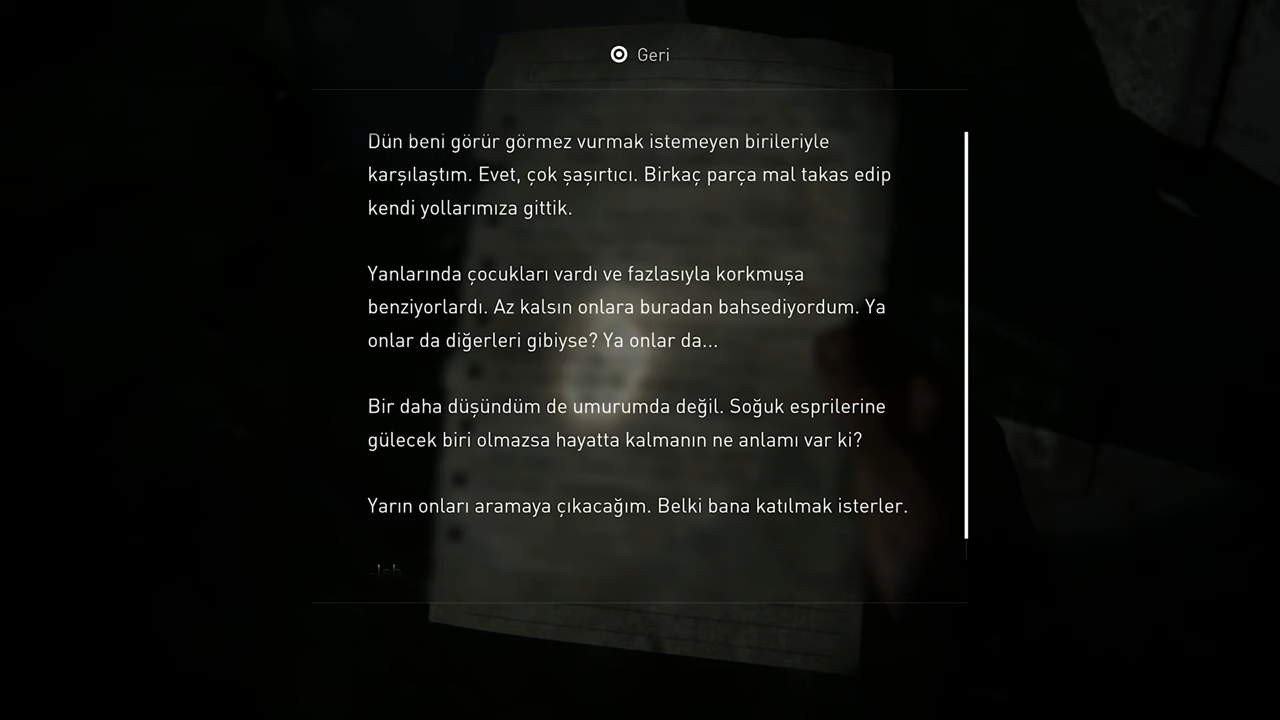 Geri
Dün beni görür görmez vurmak istemeyen birileriyle
karşılaştım. Evet, çok şaşırtıcı. Birkaç parça mal takas edip
kendi yollarımıza gittik.
Yanlarında çocukları vardı ve fazlasıyla korkmuşa
benziyorlardı. Az kalsın onlara buradan bahsediyordum. Ya
onlar da diğerleri gibiyse? Ya onlar da...
Bir daha düşündüm de umurumda değil. Soğuk esprilerine
gülecek biri olmazsa hayatta kalmanın ne anlamı var ki?
Yarın onları aramaya çıkacağım. Belki bana katılmak isterler.
-Ish